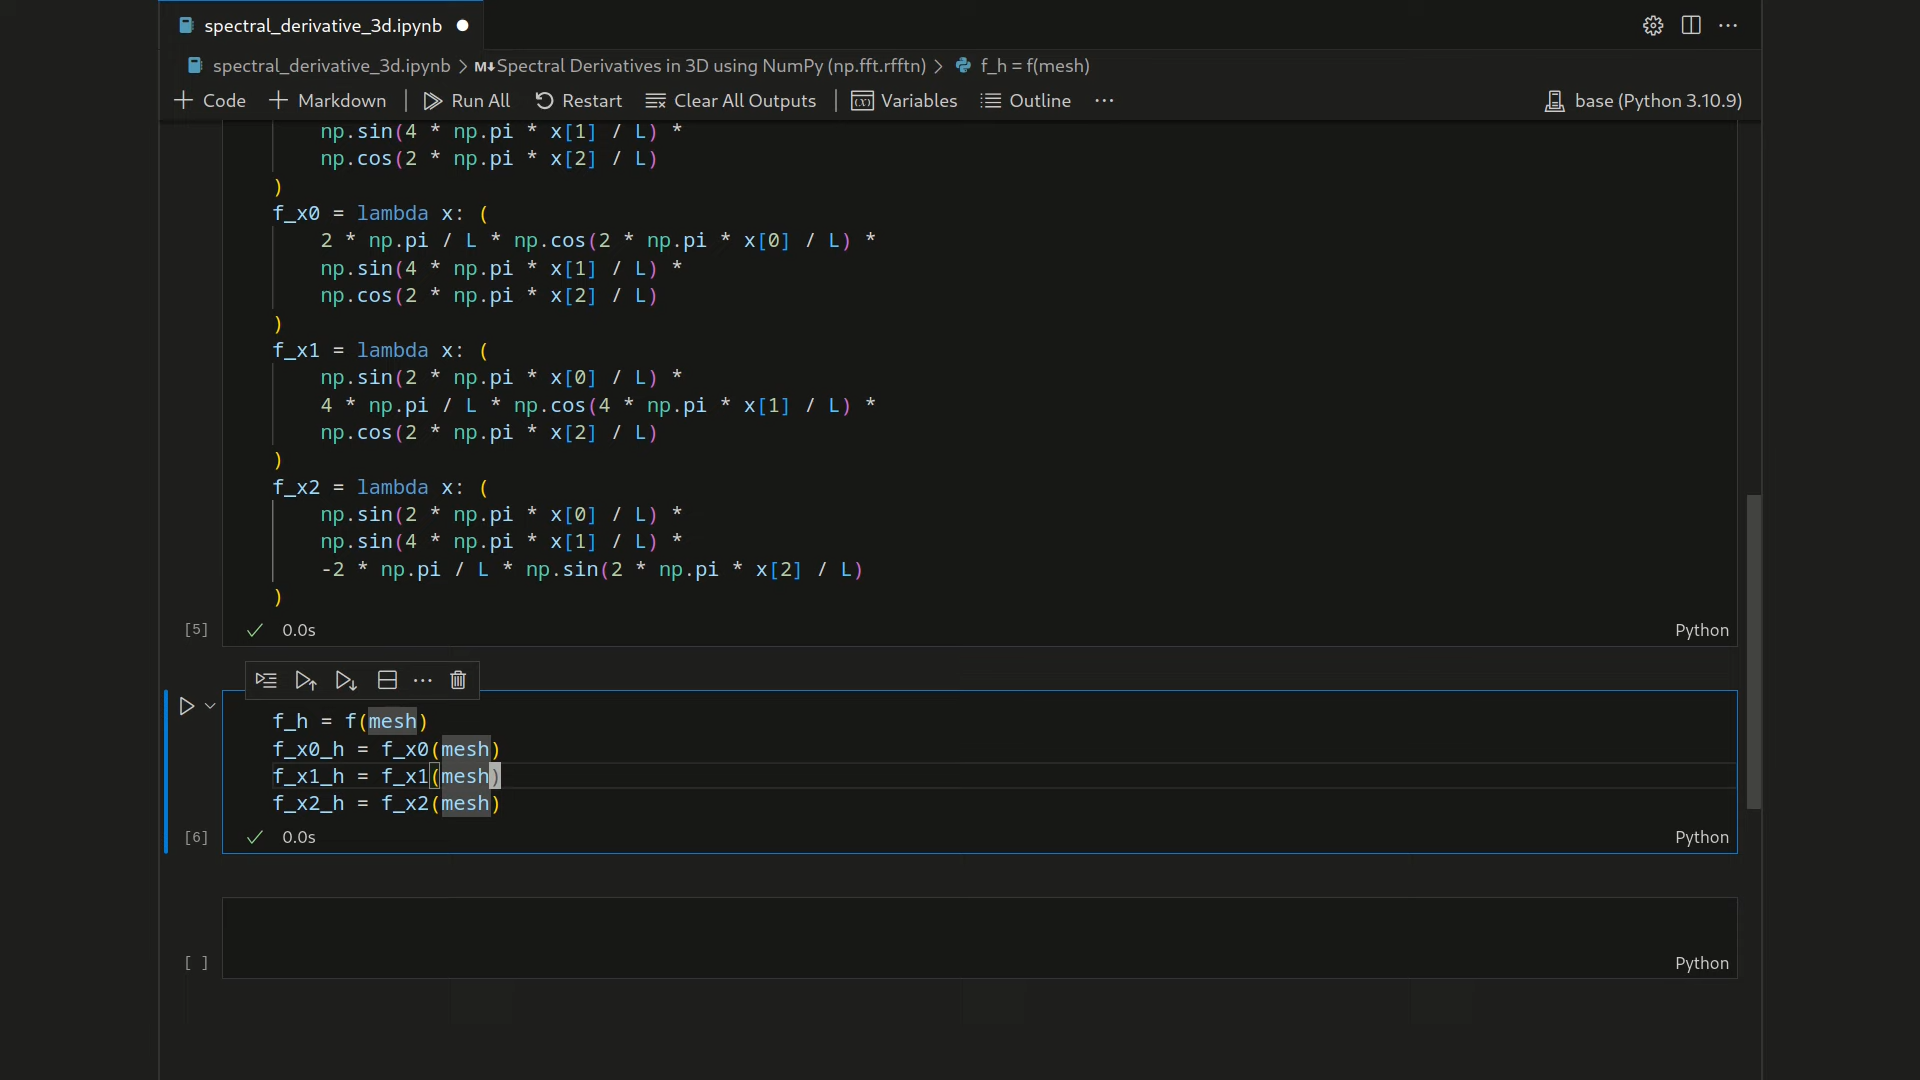 spectral_derivative_3d.ipynb
spectral_derivative_3d.ipynb > M↓Spectral Derivatives in 3D using NumPy (np.fft.rfftn) > f_h = f(mesh)
+ Code + Markdown | Run All Restart Clear All Outputs | Variables Outline ... base (Python 3.10.9)
np.sin(4 * np.pi * x[1] / L) *
np.cos(2 * np.pi * x[2] / L)
)
f_x0 = lambda x: (
2 * np.pi / L * np.cos(2 * np.pi * x[0] / L) *
np.sin(4 * np.pi * x[1] / L) *
np.cos(2 * np.pi * x[2] / L)
)
f_x1 = lambda x: (
np.sin(2 * np.pi * x[0] / L) *
4 * np.pi / L * np.cos(4 * np.pi * x[1] / L) *
np.cos(2 * np.pi * x[2] / L)
)
f_x2 = lambda x: (
np.sin(2 * np.pi * x[0] / L) *
np.sin(4 * np.pi * x[1] / L) *
-2 * np.pi / L * np.sin(2 * np.pi * x[2] / L)
)
[5] ✓ 0.0s Python
f_h = f(mesh)
f_x0_h = f_x0(mesh)
f_x1_h = f_x1(mesh)
f_x2_h = f_x2(mesh)
[6] ✓ 0.0s Python
[ ] Python